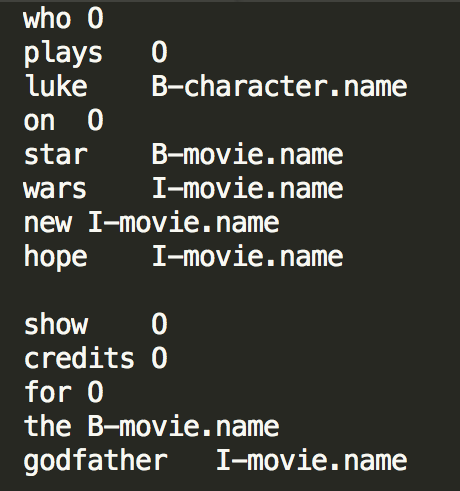 who O
plays O
luke B-character.name
on O
star B-movie.name
wars I-movie.name
new I-movie.name
hope I-movie.name

show O
credits O
for O
the B-movie.name
godfather I-movie.name